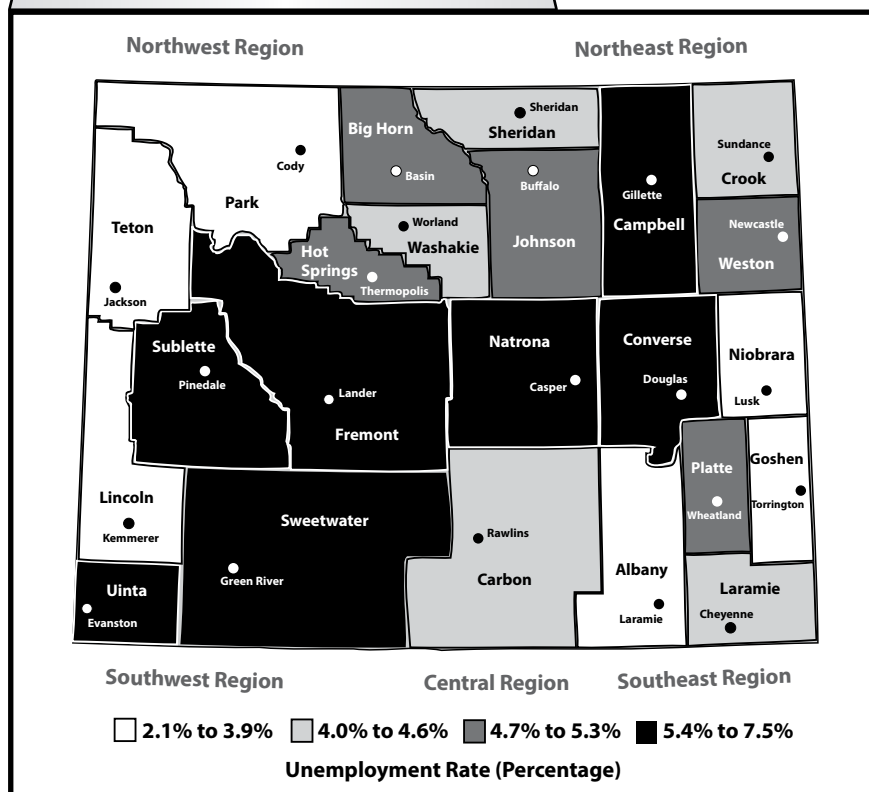 Northwest Region
Northeast Region
Sheridan
Sheridan
Big Horn
Basin
Cody
Park
Buffalo
Johnson
Gillette
Campbell
Sundance
Crook
Newcastle
Weston
Teton
Jackson
Worland
Washakie
Hot
Springs
Thermopolis
Sublette
Pinedale
Lander
Fremont
Natrona
Casper
Converse
Douglas
Niobrara
Lusk
Lincoln
Kemmerer
Sweetwater
Green River
Rawlins
Carbon
Platte
Wheatland
Goshen
Torrington
Albany
Laramie
Laramie
Cheyenne
Uinta
Evanston
Southwest Region
Central Region
Southeast Region
2.1% to 3.9% 4.0% to 4.6% 4.7% to 5.3% 5.4% to 7.5%
Unemployment Rate (Percentage)